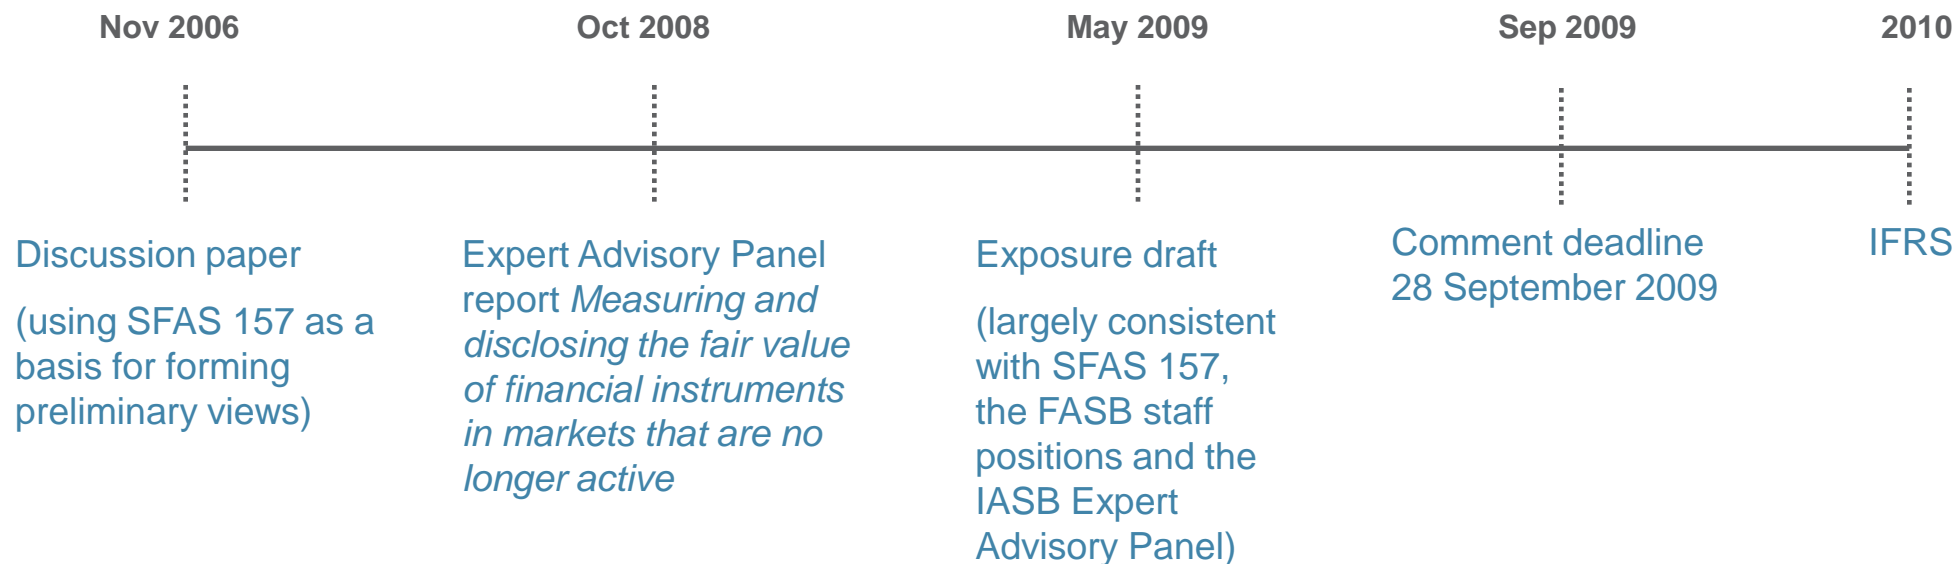 Nov 2006
Oct 2008
May 2009
Sep 2009
2010
Discussion paper
(using SFAS 157 as a
basis for forming
preliminary views)
Expert Advisory Panel
report Measuring and
disclosing the fair value
of financial instruments
in markets that are no
longer active
Exposure draft
(largely consistent
with SFAS 157,
the FASB staff
positions and the
IASB Expert
Advisory Panel)
Comment deadline
28 September 2009
IFRS